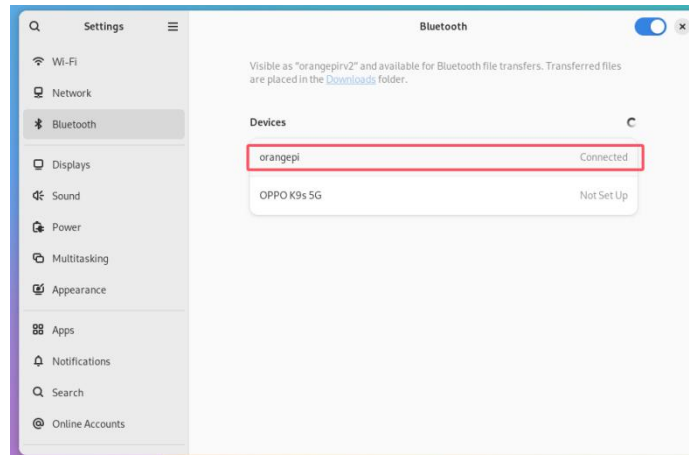 Settings
Wi-Fi
Network
Bluetooth
Displays
Sound
Power
Multitasking
Appearance
Apps
Notifications
Search
Online Accounts
Bluetooth
Visible as "orangepirv2" and available for Bluetooth file transfers. Transferred files
are placed in the Downloads folder.
Devices
orangepi Connected
OPPO K9s 5G Not Set Up